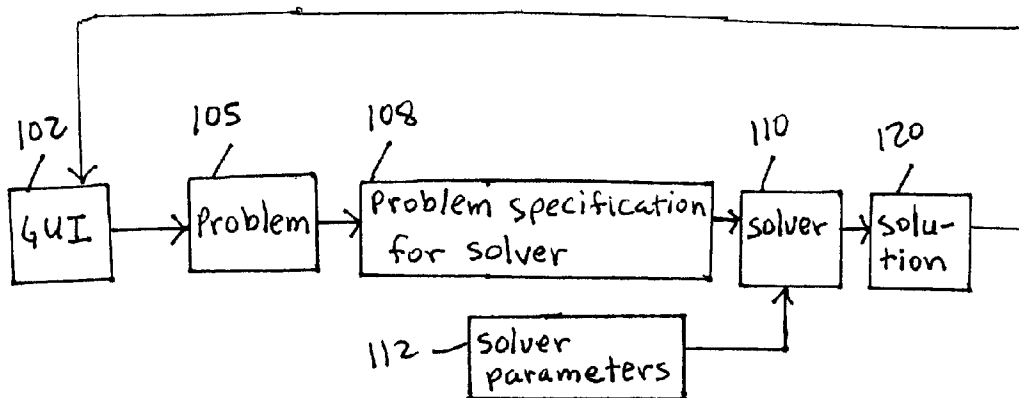 102
105
108
110
120
GUI
Problem
Problem specification
for solver
solver
solu-
tion
112
solver
parameters